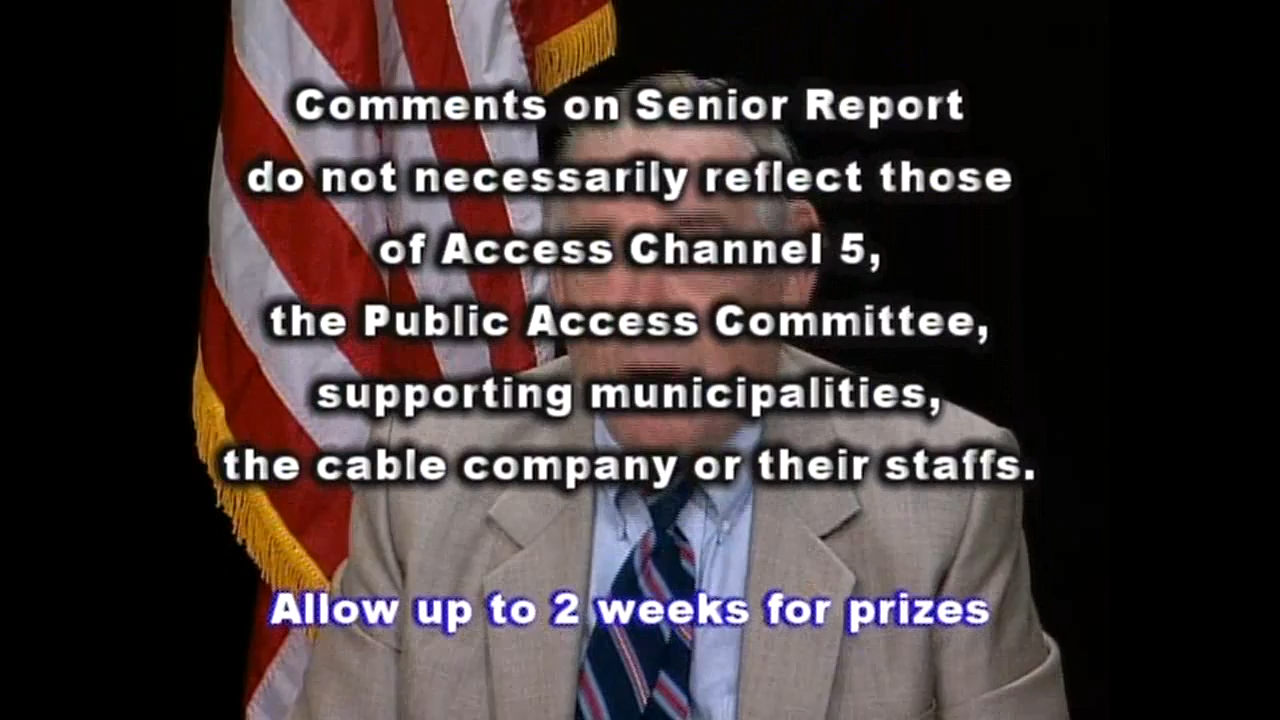 Comments on Senior Report
do not necessarily reflect those
of Access Channel 5,
the Public Access Committee,
supporting municipalities,
the cable company or their staffs.
Allow up to 2 weeks for prizes